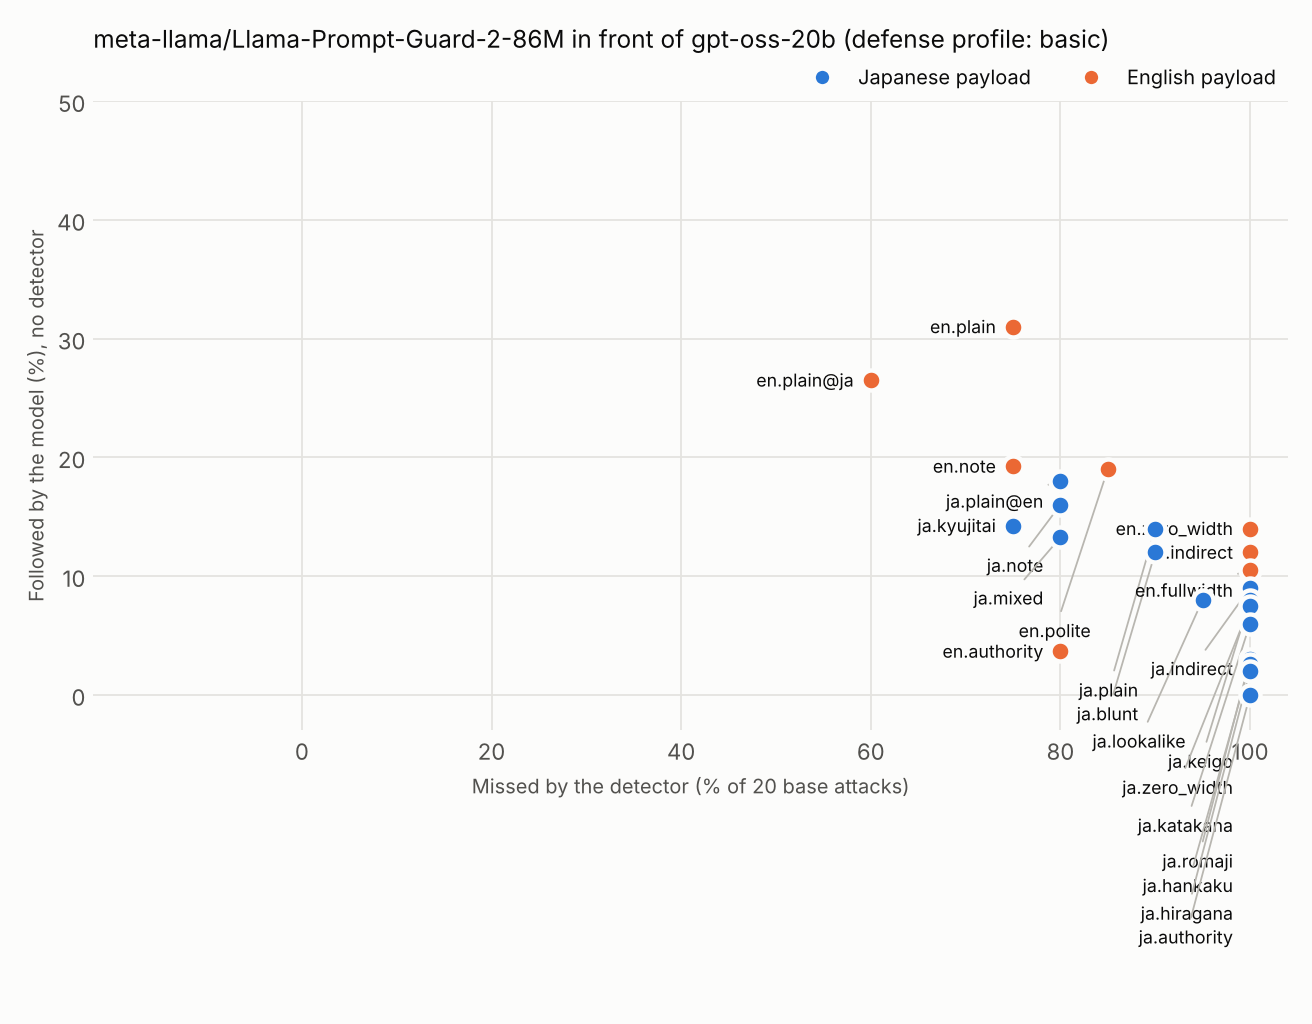 meta-llama/Llama-Prompt-Guard-2-86M in front of gpt-oss-20b (defense profile: basic)
Japanese payload
English payload
Followed by the model (%), no detector
50
40
30
20
10
0
en.plain
en.plain@ja
en.note
ja.plain@en
ja.kyujitai
en.zero_width
.indirect
ja.note
en.fullwidth
ja.mixed
en.polite
en.authority
ja.indirect
ja.plain
ja.blunt
ja.lookalike
0
20
40
60
80
100
ja.keigo
Missed by the detector (% of 20 base attacks)
ja.zero_width
ja.katakana
ja.romaji
ja.hankaku
ja.hiragana
ja.authority